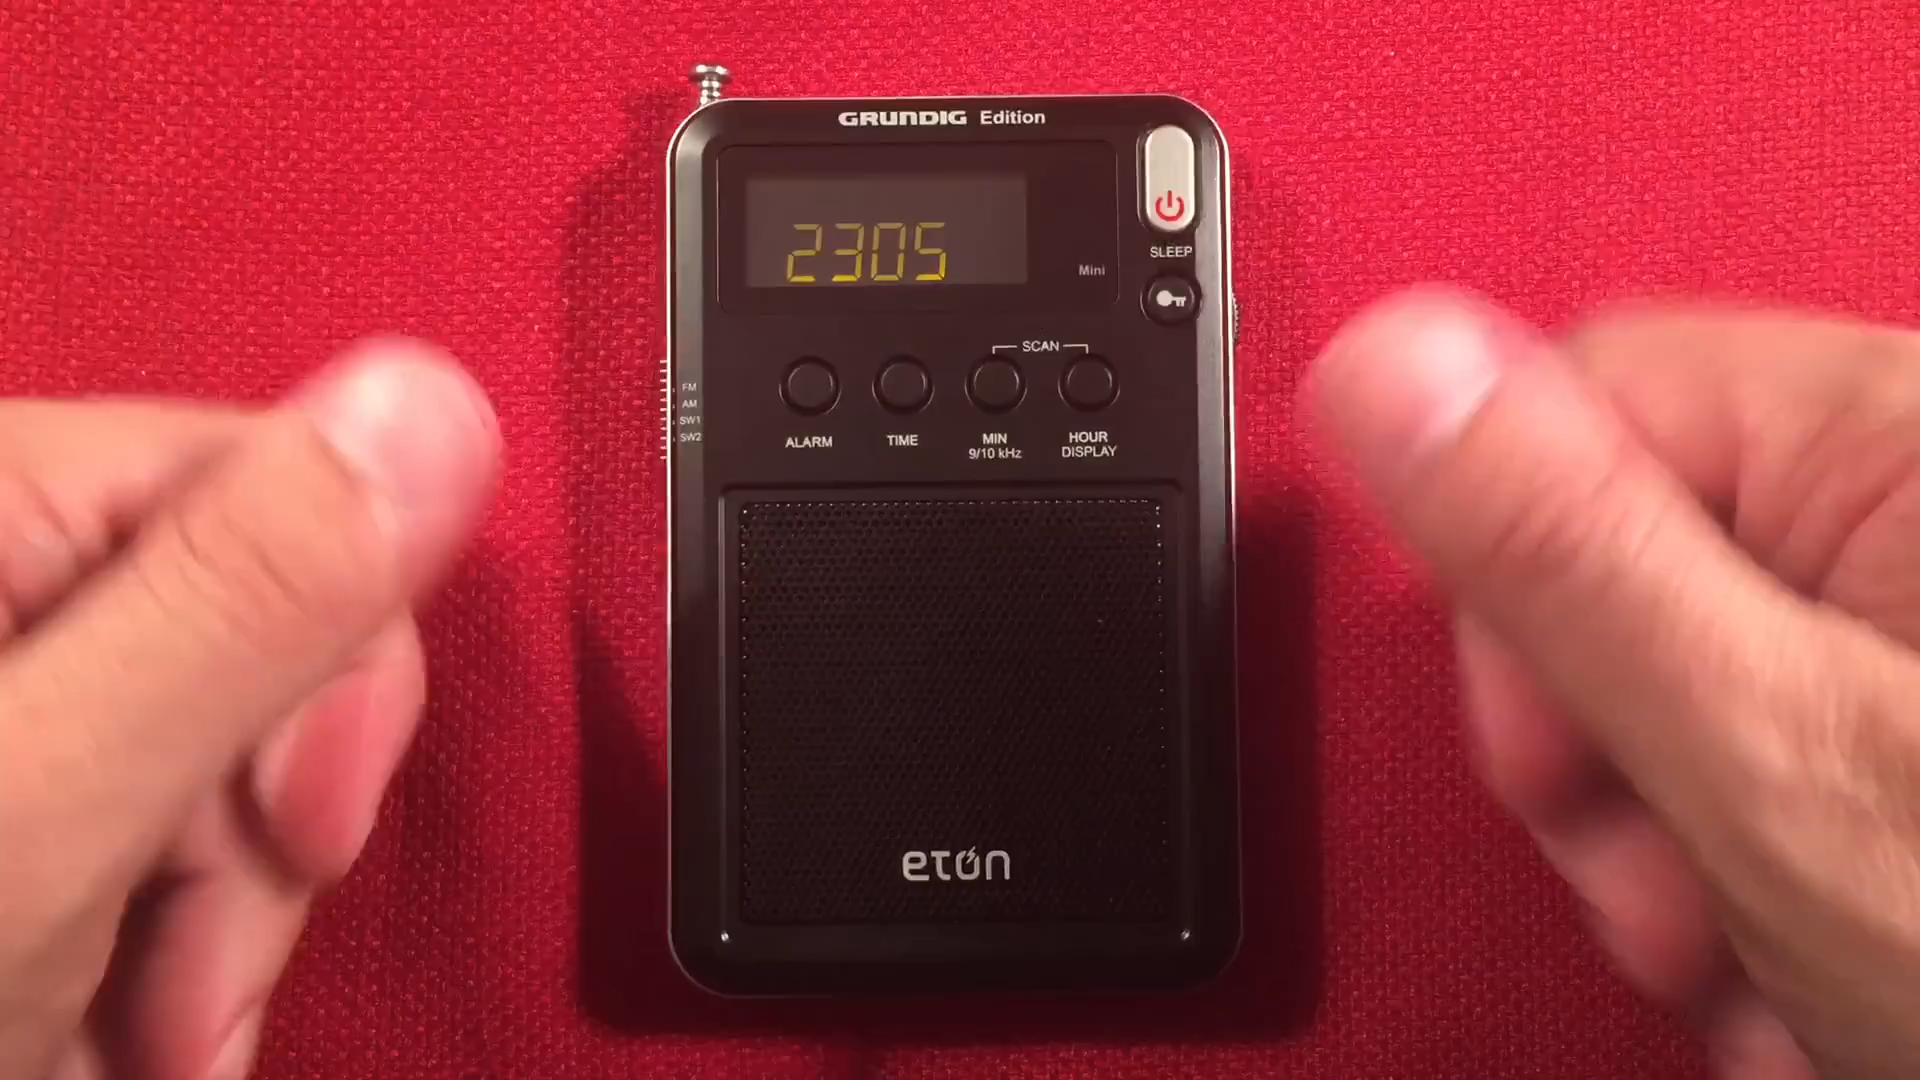 GRUNDIG Edition
2305
Mini
SLEEP
SCAN
FM
AM
SW1
SW2
ALARM
TIME
MIN
9/10 kHz
HOUR
DISPLAY
etón